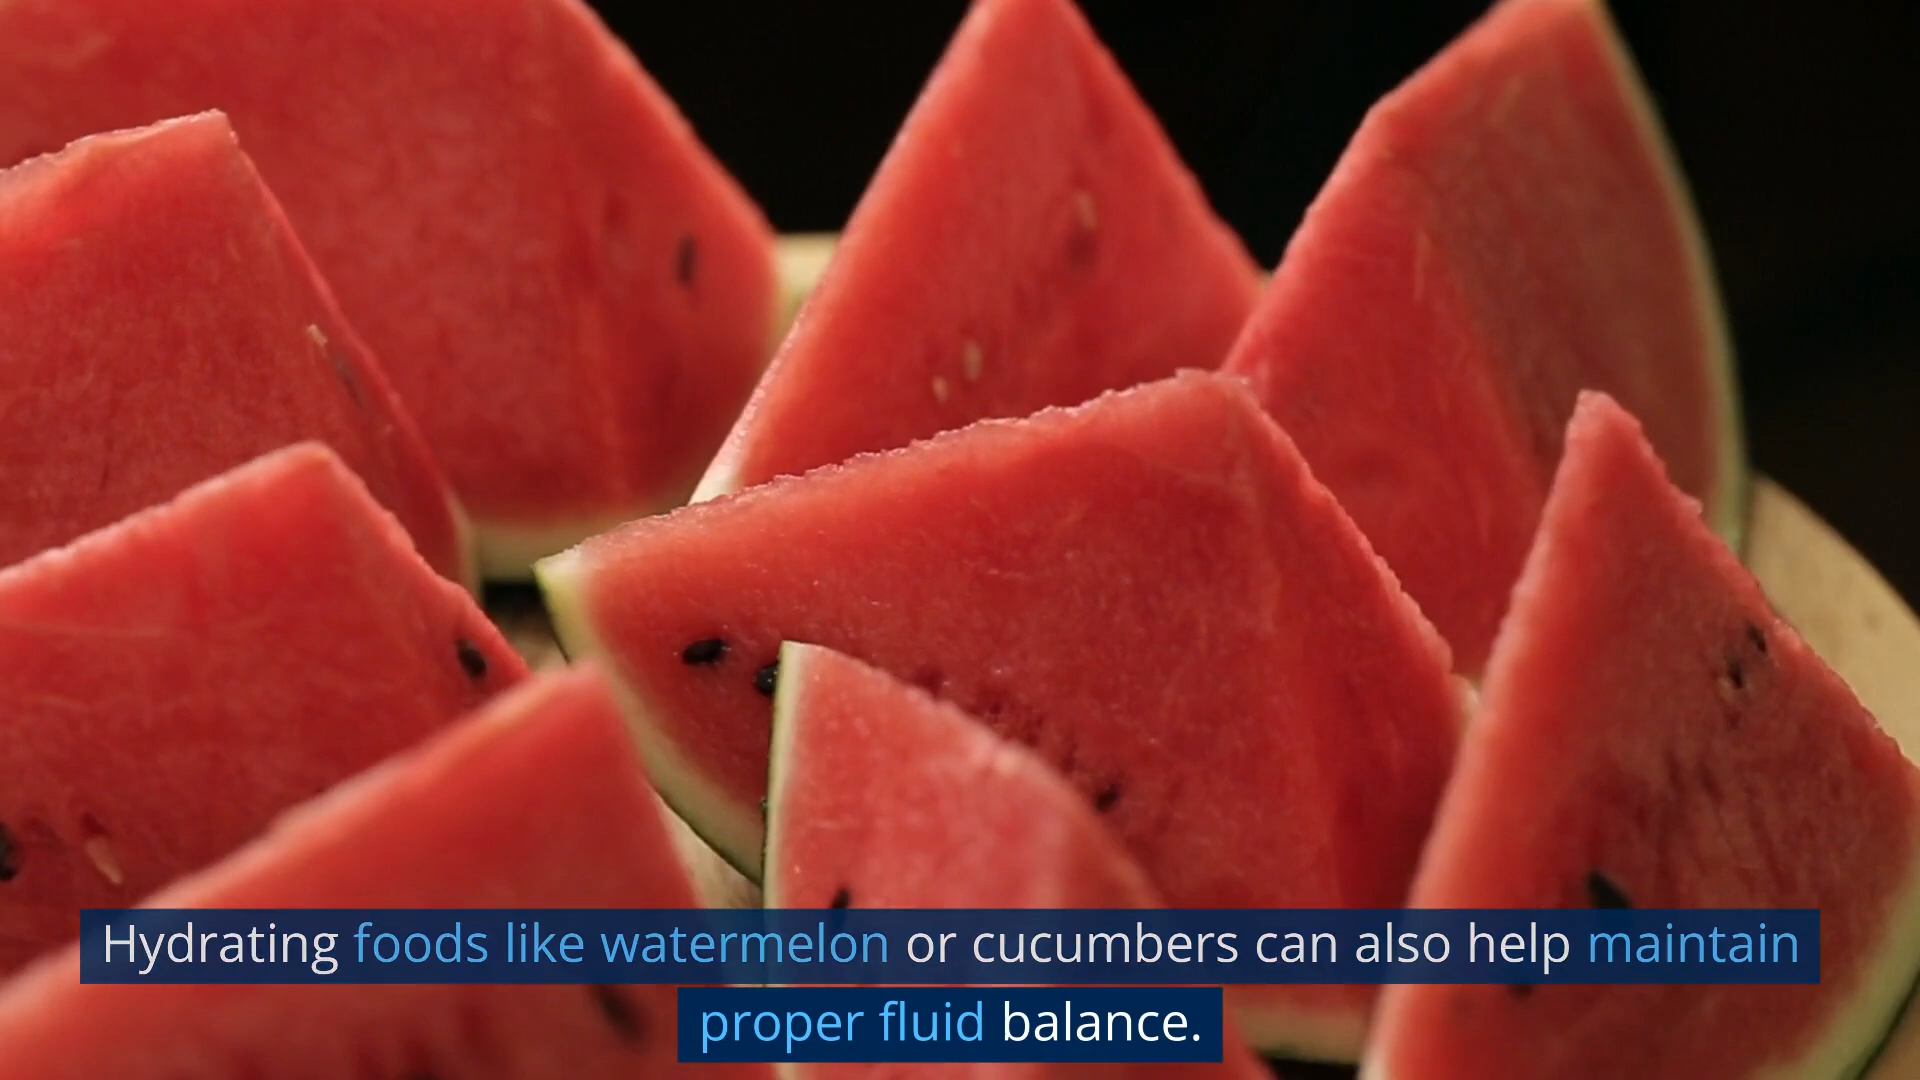 Hydrating foods like watermelon or cucumbers can also help maintain
proper fluid balance.